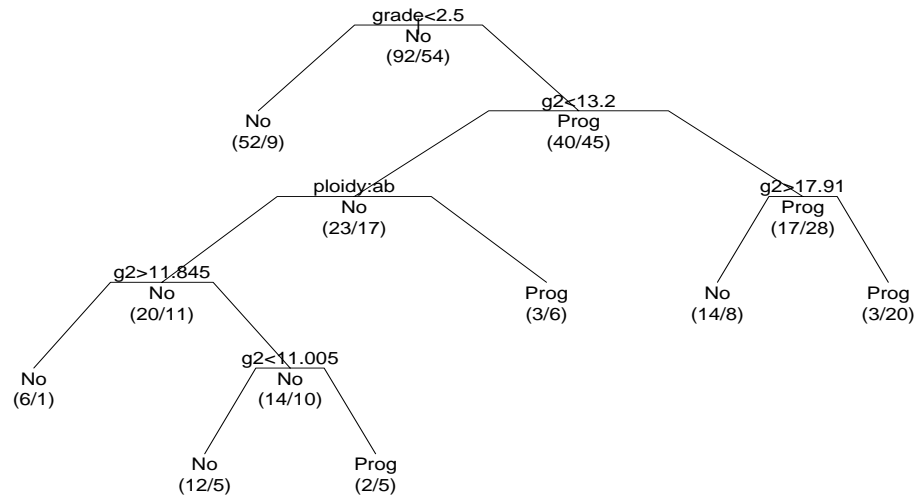 grade<2.5
No
(92/54)
No
(52/9)
g2<13.2
Prog
(40/45)
ploidy:ab
No
(23/17)
g2>17.91
Prog
(17/28)
g2>11.845
No
(20/11)
Prog
(3/6)
No
(14/8)
Prog
(3/20)
No
(6/1)
g2<11.005
No
(14/10)
No
(12/5)
Prog
(2/5)